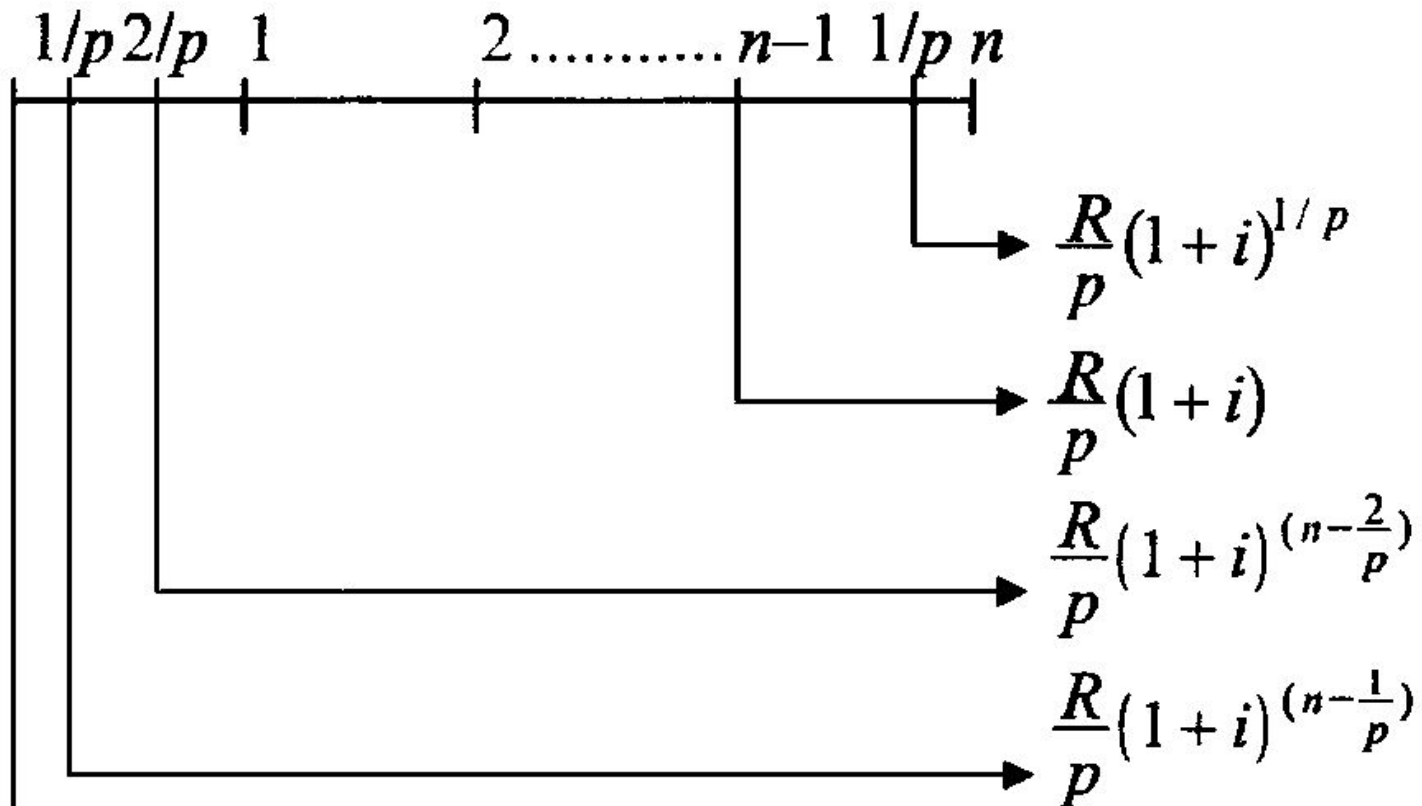 1/p 2/p 1 2 ............ n–1 1/p n
R/p (1 + i)^{1/p}
R/p (1 + i)
R/p (1 + i)^{(n−2/p)}
R/p (1 + i)^{(n−1/p)}